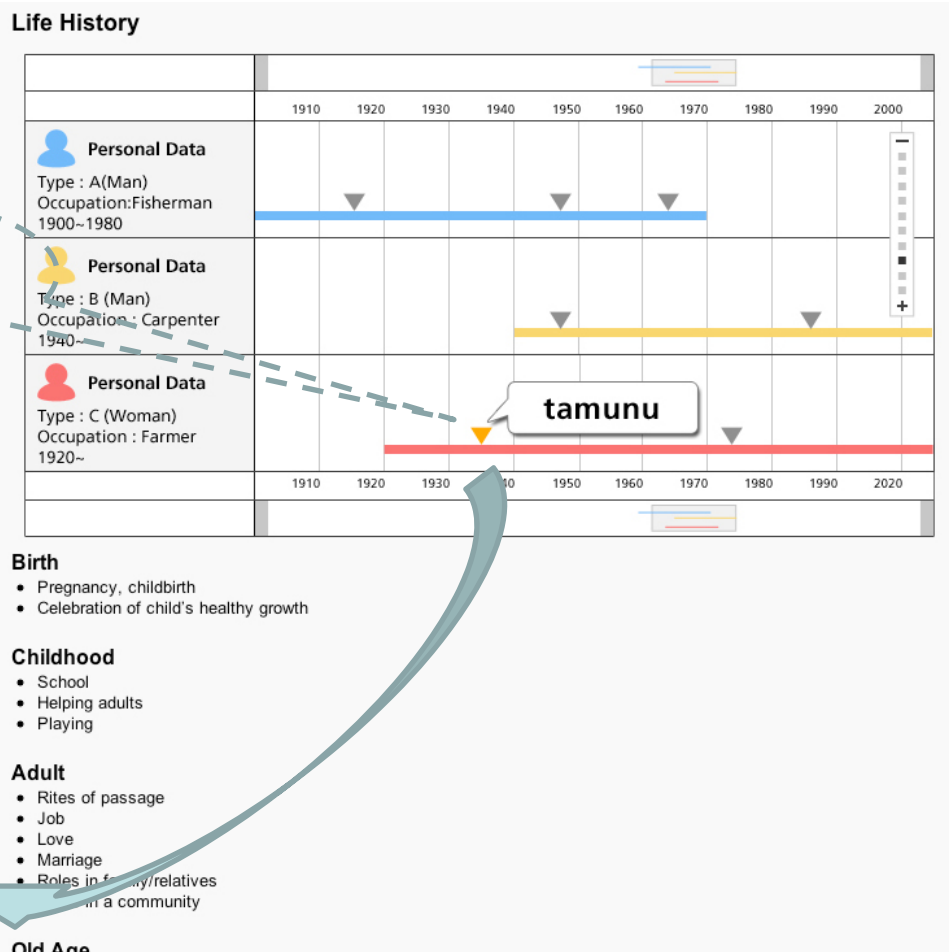 Life History
1910 1920 1930 1940 1950 1960 1970 1980 1990 2000
Personal Data
Type : A(Man)
Occupation:Fisherman
1900~1980
Personal Data
Type : B (Man)
Occupation : Carpenter
1940~
Personal Data
Type : C (Woman)
Occupation : Farmer
1920~
tamunu
1910 1920 1930 1940 1950 1960 1970 1980 1990 2020
Birth
• Pregnancy, childbirth
• Celebration of child's healthy growth
Childhood
• School
• Helping adults
• Playing
Adult
• Rites of passage
• Job
• Love
• Marriage
• Roles in family/relatives
in a community
Old Age